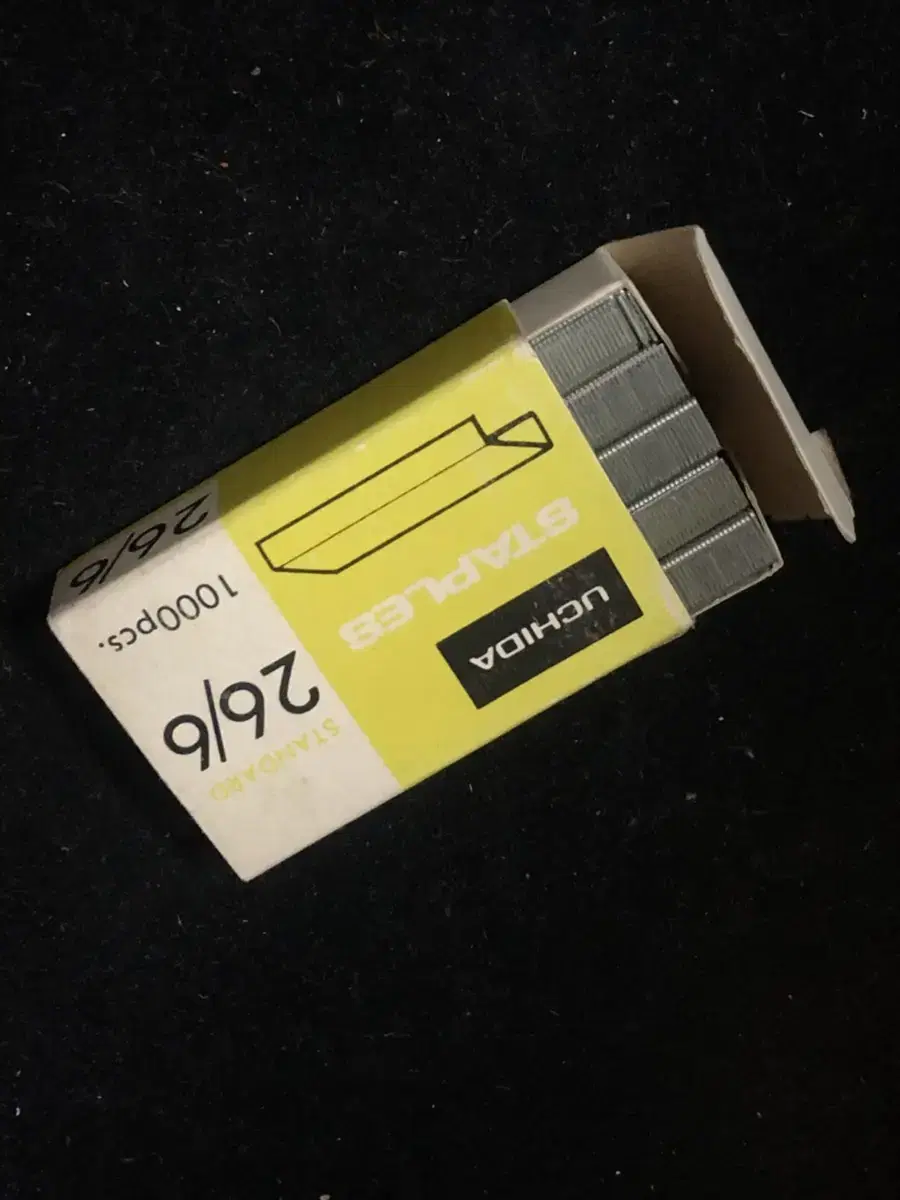 UCHIDA
STAPLES
STANDARD
26/6
1000pcs.
26/6